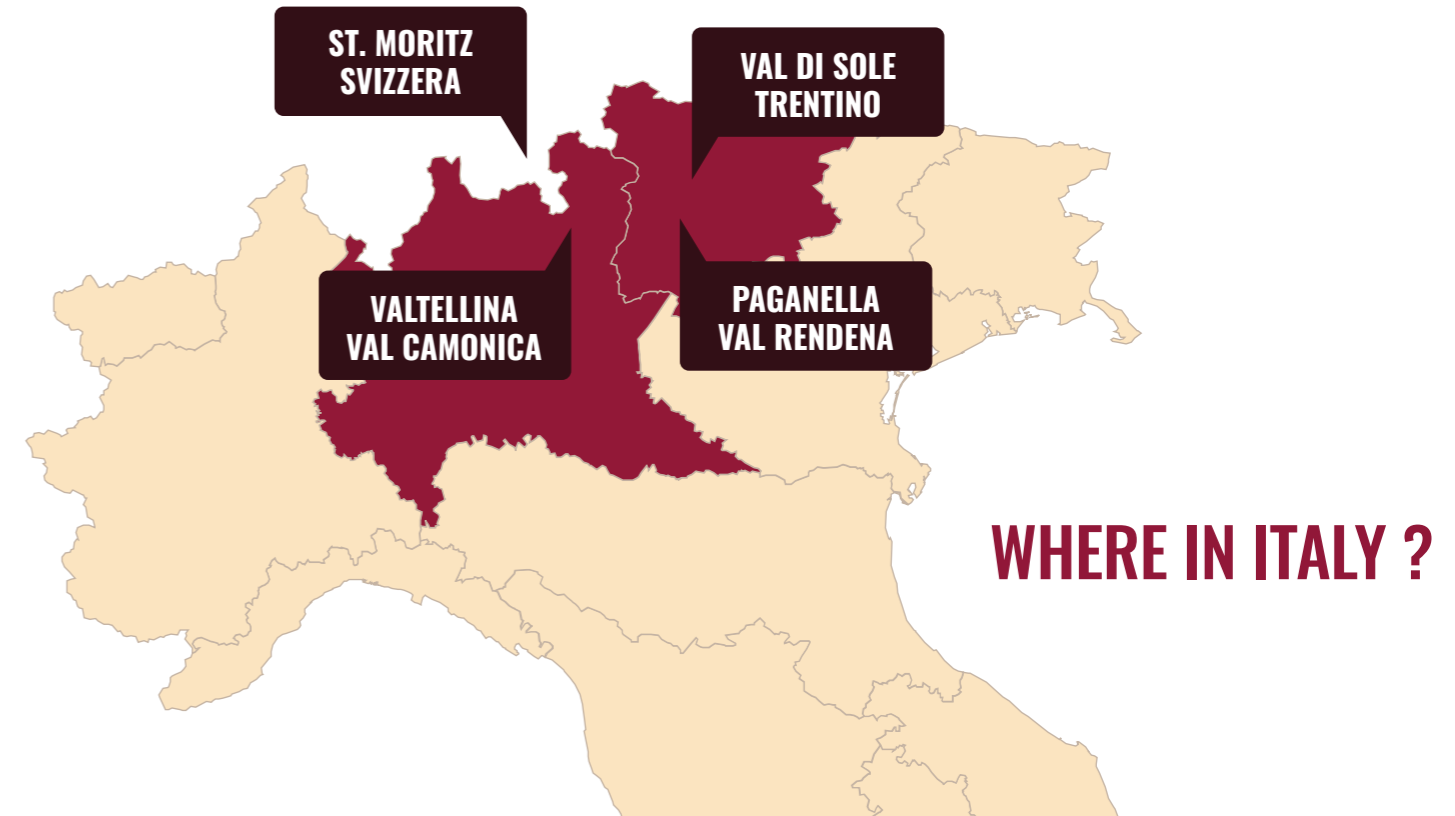 ST. MORITZ
SVIZZERA
VAL DI SOLE
TRENTINO
VALTELLINA
VAL CAMONICA
PAGANELLA
VAL RENDENA
WHERE IN ITALY ?